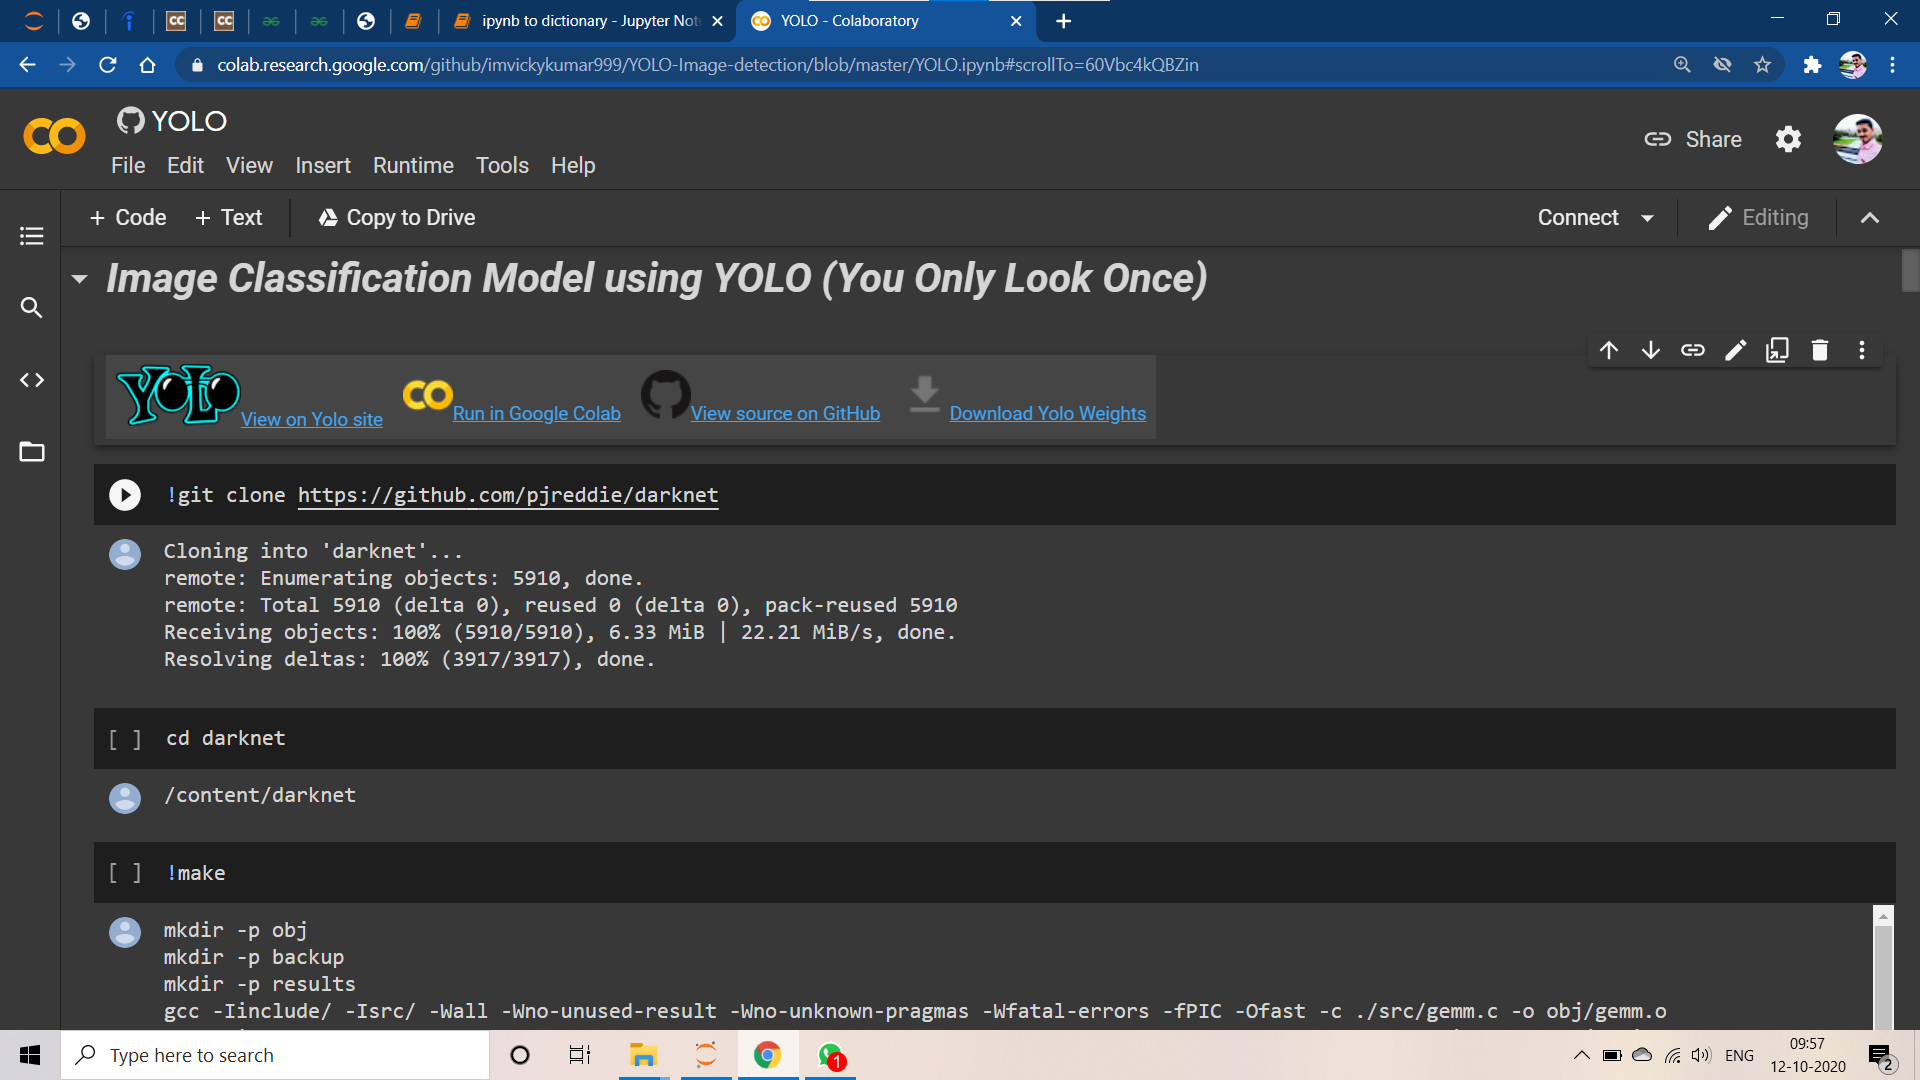 ipynb to dictionary - Jupyter Not
YOLO - Colaboratory
colab.research.google.com/github/imvickykumar999/YOLO-Image-detection/blob/master/YOLO.ipynb#scrollTo=60Vbc4kQBZin
YOLO
Share
File Edit View Insert Runtime Tools Help
+ Code + Text Copy to Drive Connect Editing
Image Classification Model using YOLO (You Only Look Once)
YOLO View on Yolo site Run in Google Colab View source on GitHub Download Yolo Weights
!git clone https://github.com/pjreddie/darknet
Cloning into 'darknet'...
remote: Enumerating objects: 5910, done.
remote: Total 5910 (delta 0), reused 0 (delta 0), pack-reused 5910
Receiving objects: 100% (5910/5910), 6.33 MiB | 22.21 MiB/s, done.
Resolving deltas: 100% (3917/3917), done.
[ ] cd darknet
/content/darknet
[ ] !make
mkdir -p obj
mkdir -p backup
mkdir -p results
gcc -Iinclude/ -Isrc/ -Wall -Wno-unused-result -Wno-unknown-pragmas -Wfatal-errors -fPIC -Ofast -c ./src/gemm.c -o obj/gemm.o
Type here to search
1
ENG
09:57
12-10-2020
2